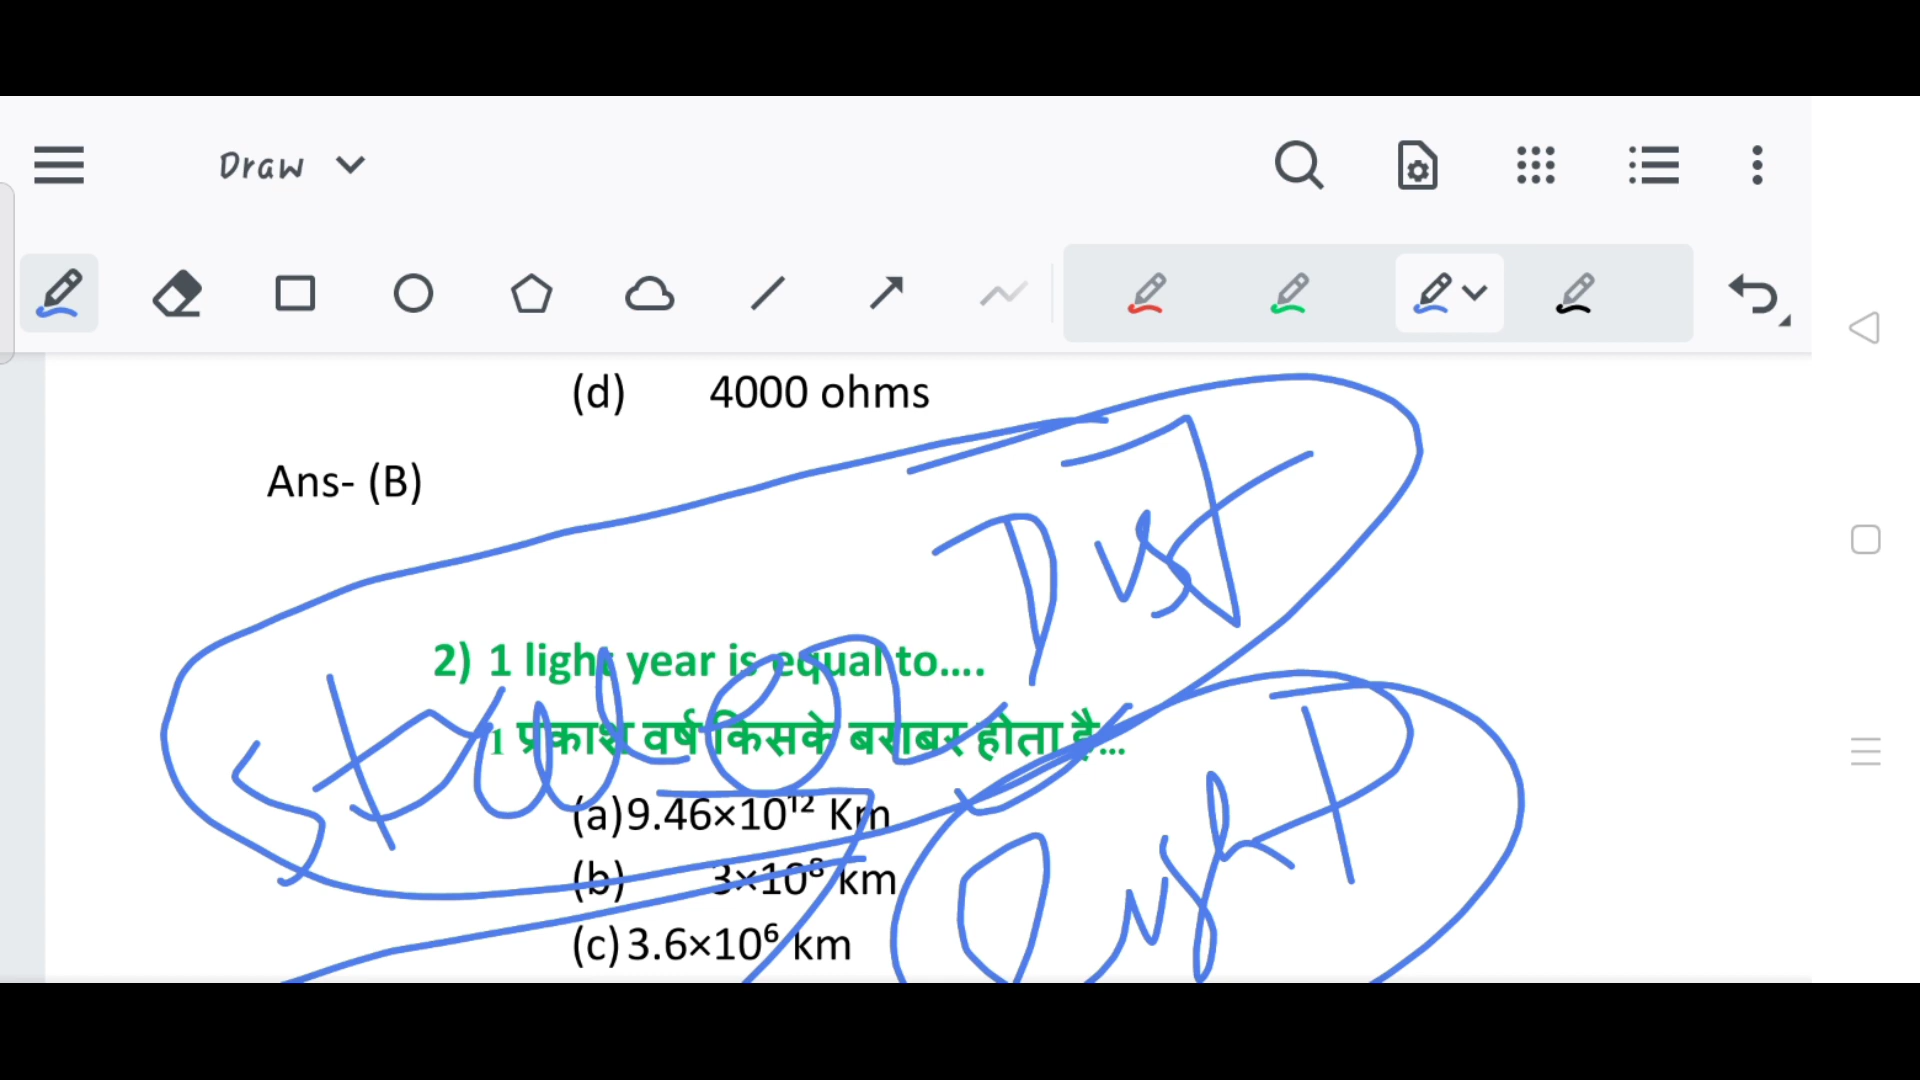 Draw
(d) 4000 ohms
Ans- (B)
2) 1 light year is equal to....
1 प्रकाश वर्ष किसके बराबर होता है...
(a) 9.46×10¹² Km
(b) 3×10⁸ km
(c) 3.6×10⁶ km